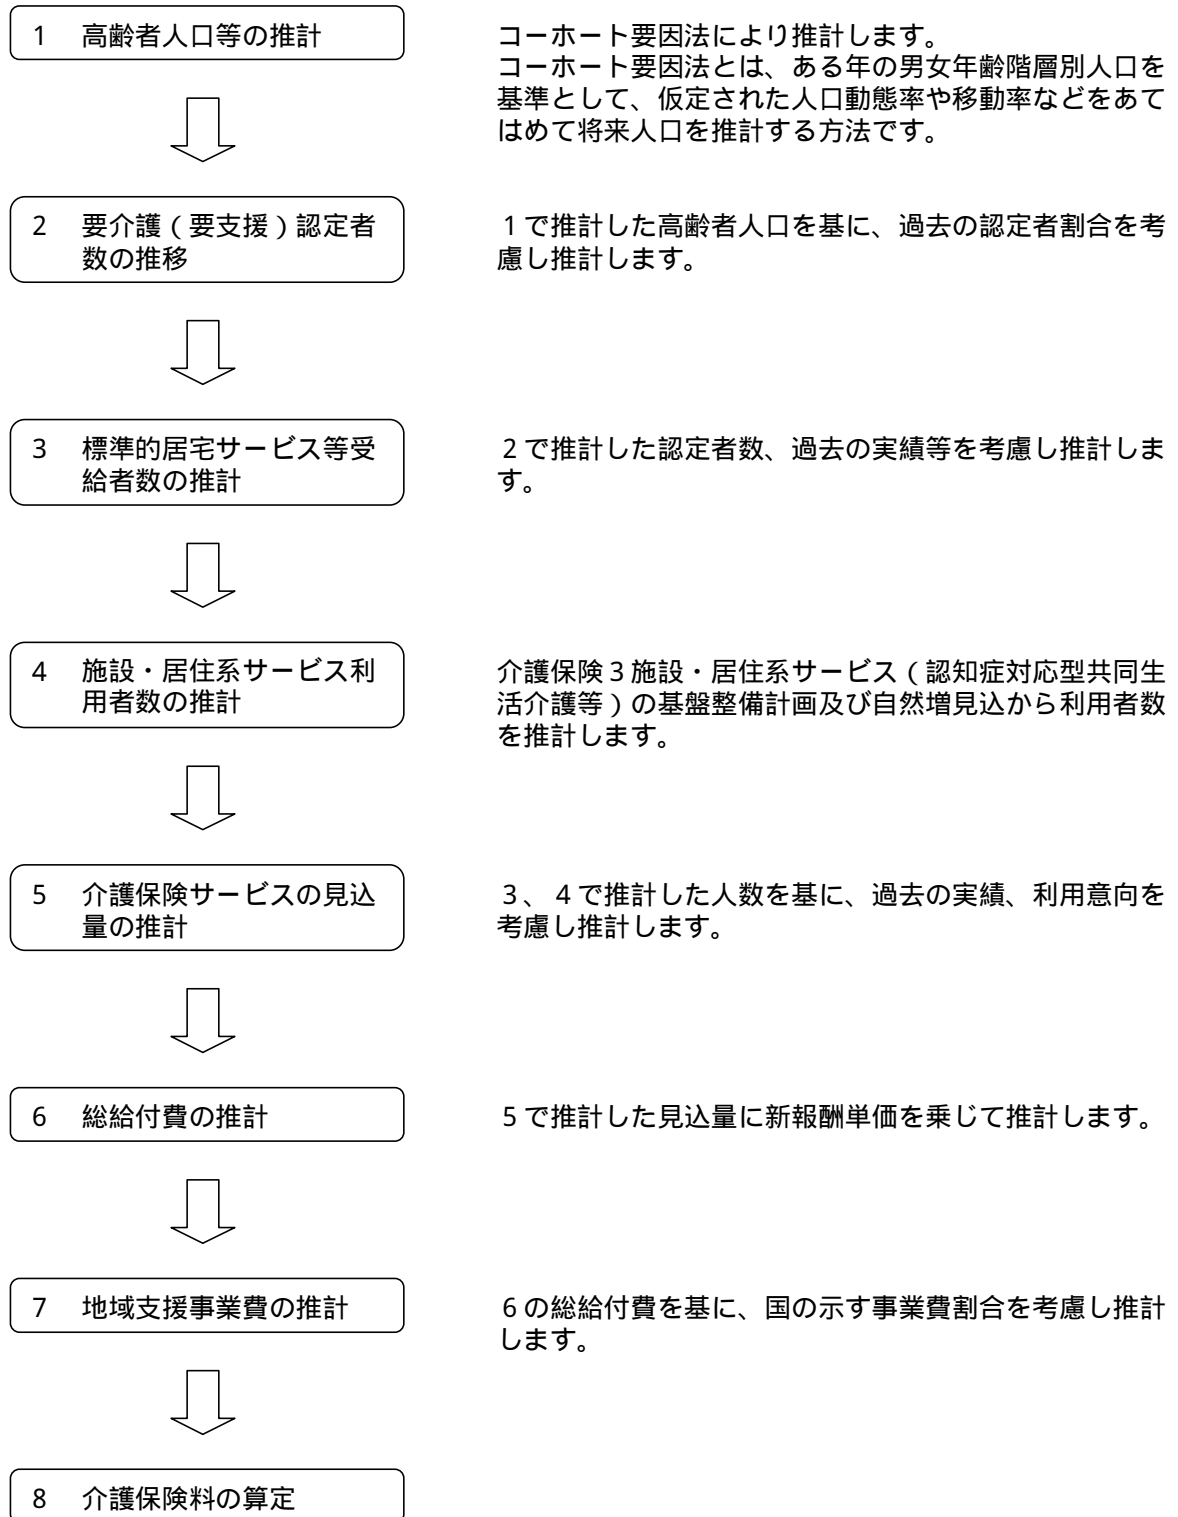 1　高齢者人口等の推計
コーホート要因法により推計します。
コーホート要因法とは、ある年の男女年齢階層別人口を
基準として、仮定された人口動態率や移動率などをあて
はめて将来人口を推計する方法です。
2　要介護（要支援）認定者
数の推移
1で推計した高齢者人口を基に、過去の認定者割合を考
慮し推計します。
3　標準的居宅サービス等受
給者数の推計
2で推計した認定者数、過去の実績等を考慮し推計しま
す。
4　施設・居住系サービス利
用者数の推計
介護保険3施設・居住系サービス（認知症対応型共同生
活介護等）の基盤整備計画及び自然増見込から利用者数
を推計します。
5　介護保険サービスの見込
量の推計
3、4で推計した人数を基に、過去の実績、利用意向を
考慮し推計します。
6　総給付費の推計
5で推計した見込量に新報酬単価を乗じて推計します。
7　地域支援事業費の推計
6の総給付費を基に、国の示す事業費割合を考慮し推計
します。
8　介護保険料の算定